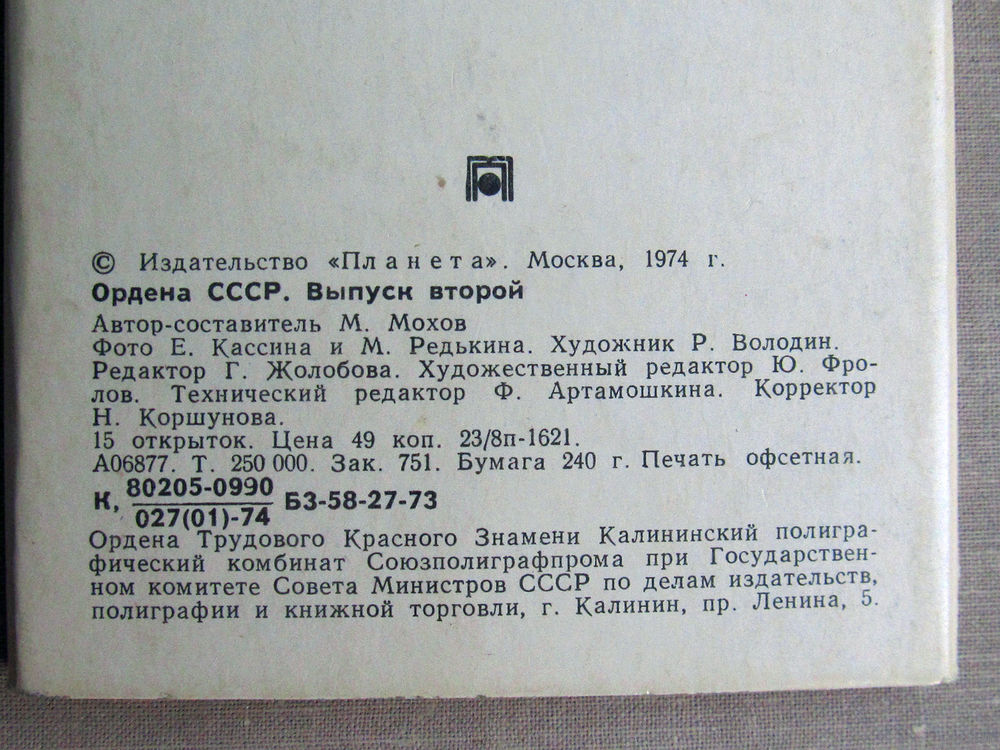 © Издательство «Планета». Москва, 1974 г.
Ордена СССР. Выпуск второй
Автор-составитель М. Мохов
Фото Е. Кассина и М. Редькина. Художник Р. Володин.
Редактор Г. Жолобова. Художественный редактор Ю. Фро-
лов. Технический редактор Ф. Артамошкина. Корректор
Н. Коршунова.
15 открыток. Цена 49 коп. 23/8п-1621.
А06877. Т. 250 000. Зак. 751. Бумага 240 г. Печать офсетная.
К, 80205-0990
027(01)-74 БЗ-58-27-73
Ордена Трудового Красного Знамени Калининский полигра-
фический комбинат Союзполиграфпрома при Государствен-
ном комитете Совета Министров СССР по делам издательств,
полиграфии и книжной торговли, г. Калинин, пр. Ленина, 5.